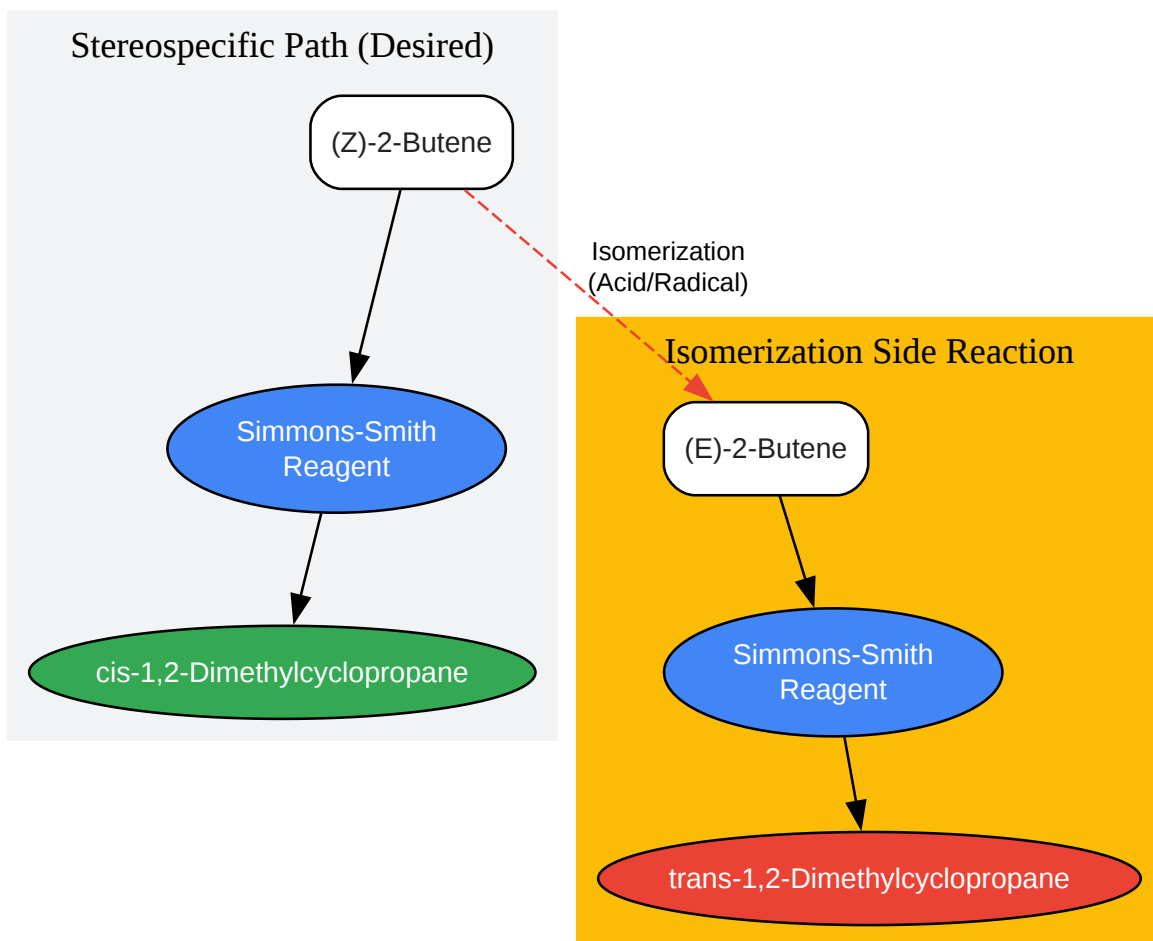 Stereospecific Path (Desired)
(Z)-2-Butene
Isomerization
(Acid/Radical)
Isomerization Side Reaction
Simmons-Smith
Reagent
(E)-2-Butene
cis-1,2-Dimethylcyclopropane
Simmons-Smith
Reagent
trans-1,2-Dimethylcyclopropane